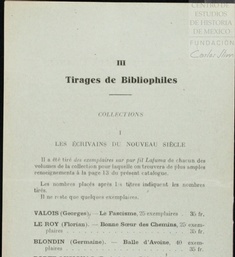 CENTRO DE
ESTUDIOS
DE HISTORIA
DE MEXICO
FUNDACIÓN
Carlos Slim
III
Tirages de Bibliophiles
COLLECTIONS
I
LES ÉCRIVAINS DU NOUVEAU SIÈCLE
Il a été tiré des exemplaires sur pur fil Lafuma de chacun des
volumes de la collection pour laquelle on trouvera de plus amples
renseignements à la page 12 du présent catalogue.
Les nombres placés après les titres indiquent les nombres
tirés.
Il ne reste que quelques exemplaires.
VALOIS (Georges). — Le Fascisme, 25 exemplaires . 35 fr.
LE ROY (Florian). — Bonne Sœur des Chemins, exem-
plaires 35 fr.
BLONDIN (Germaine). — Balle d'Avoine, 40 exem-
plaires 35 fr.